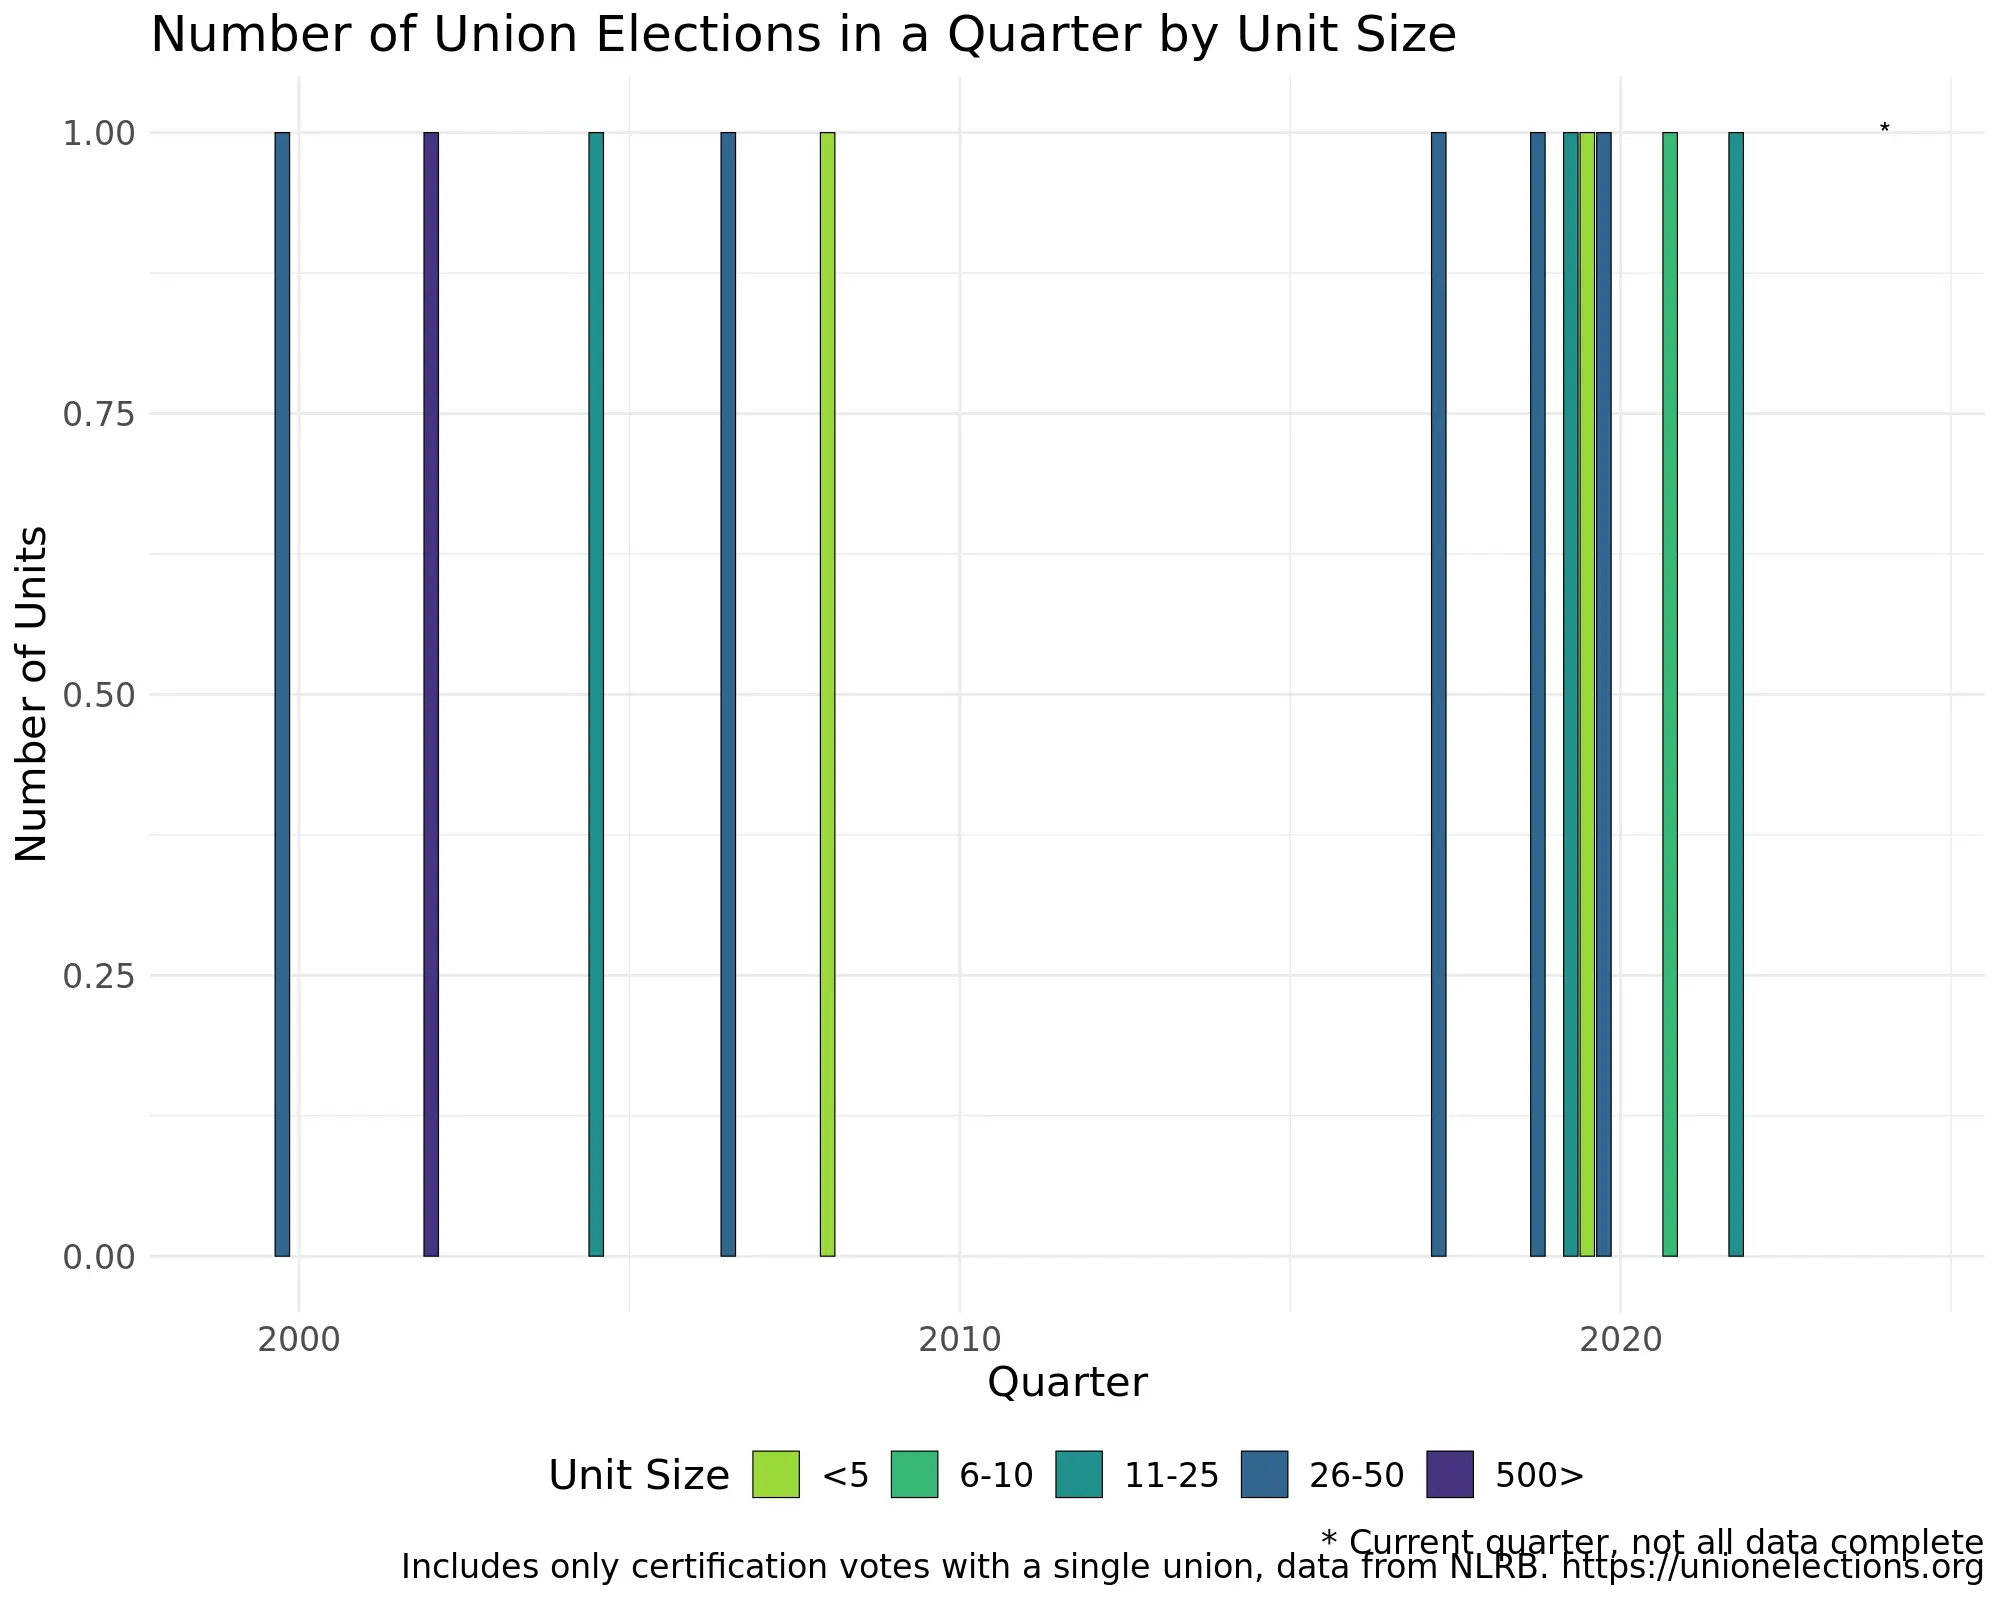 Number of Union Elections in a Quarter by Unit Size
*
1.00
0.75
0.50
0.25
0.00
Number of Units
2000 2010 2020
Quarter
Unit Size <5 6-10 11-25 26-50 500>
* Current quarter, not all data complete
Includes only certification votes with a single union, data from NLRB. https://unionelections.org